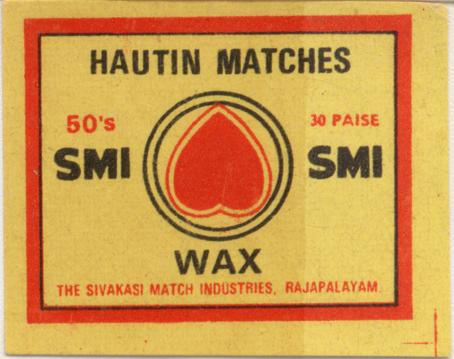 HAUTIN MATCHES
50's
30 PAISE
SMI
SMI
WAX
THE SIVAKASI MATCH INDUSTRIES, RAJAPALAYAM.